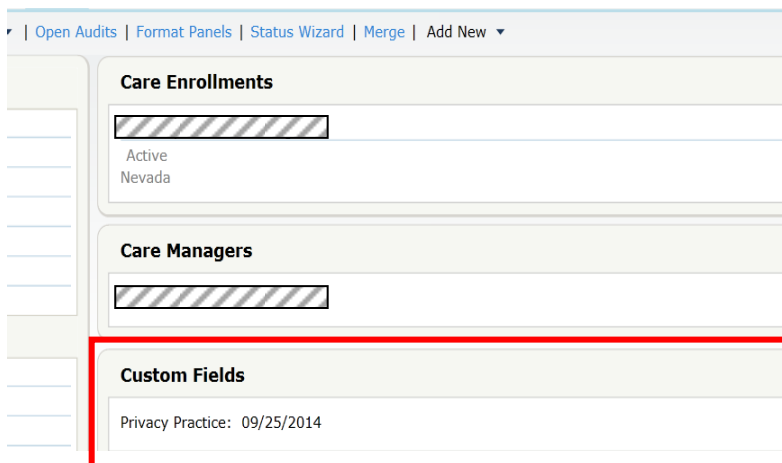 | Open Audits | Format Panels | Status Wizard | Merge | Add New
Care Enrollments
Active
Nevada
Care Managers
Custom Fields
Privacy Practice: 09/25/2014